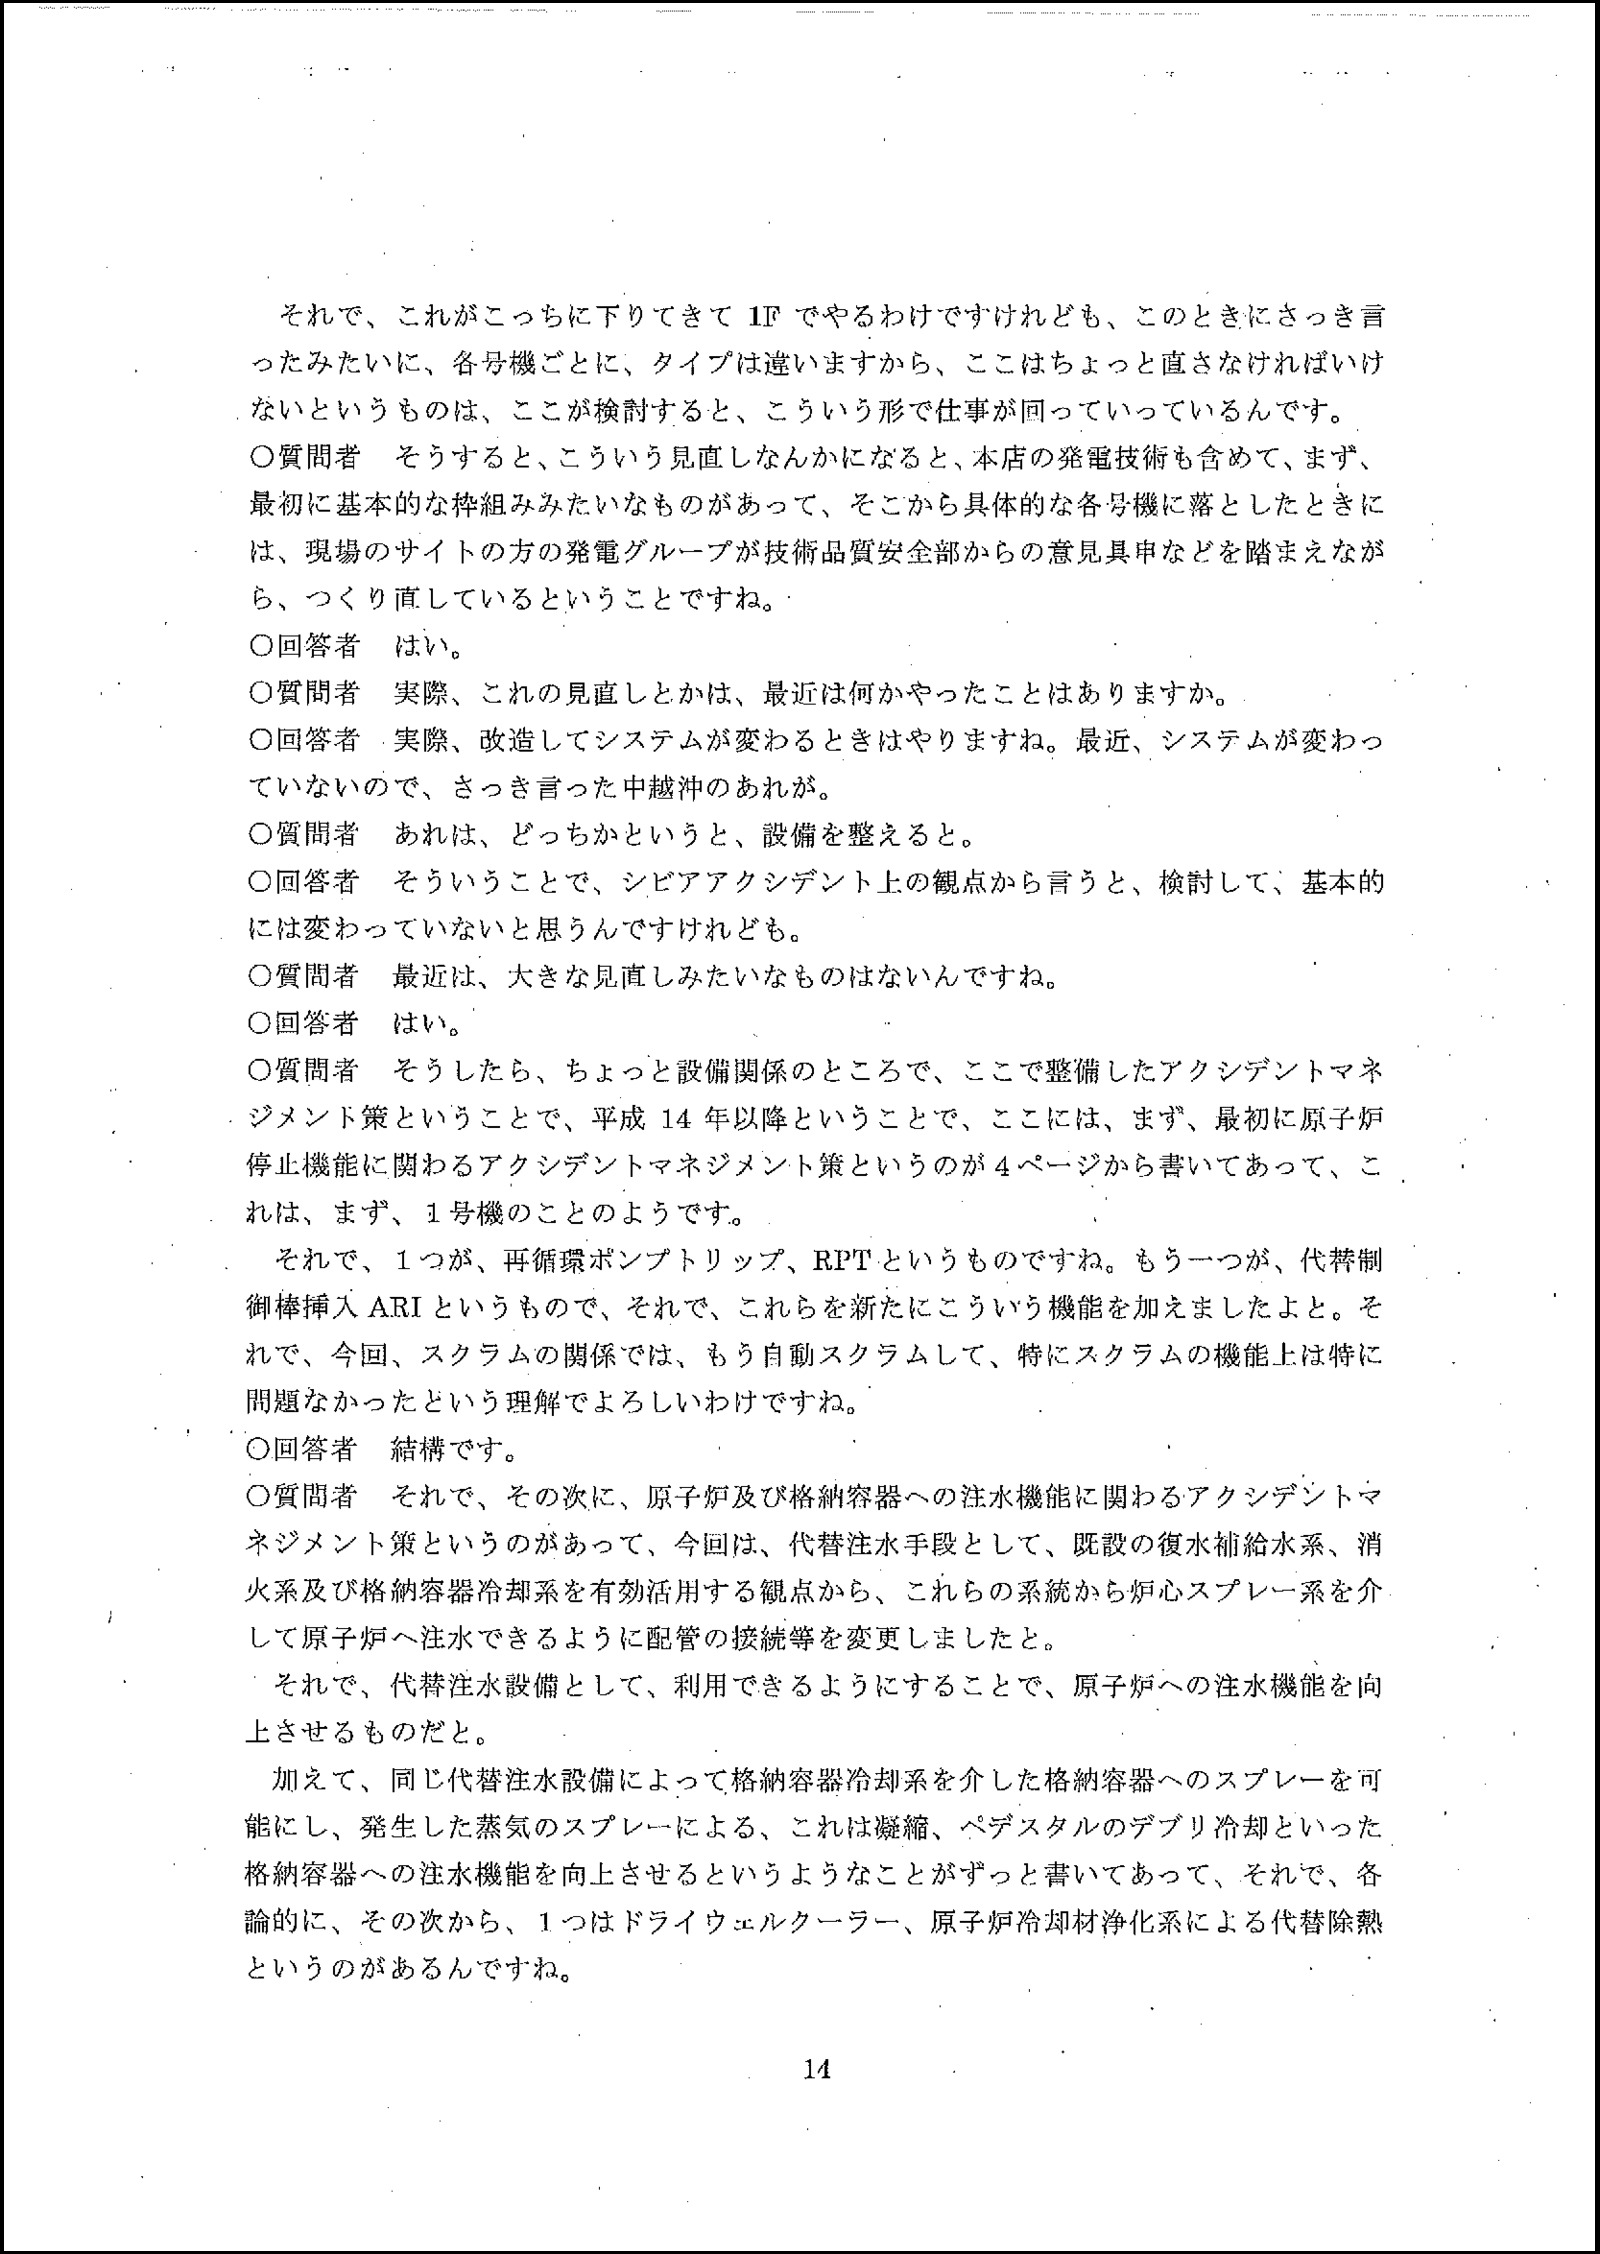 それで、これがこっちに下りてきて 1F でやるわけですけれども、このときにさっき言
ったみたいに、各号機ごとに、タイプは違いますから、ここはちょっと直さなければいけ
ないというものは、ここが検討すると、こういう形で仕事が回っていっているんです。
○質問者　そうすると、こういう見直しなんかになると、本店の発電技術も含めて、まず、
最初に基本的な枠組みみたいなものがあって、そこから具体的な各号機に落としたときに
は、現場のサイトの方の発電グループが技術品質安全部からの意見具申などを踏まえなが
ら、つくり直しているということですね。
○回答者　はい。
○質問者　実際、これの見直しとかは、最近は何かやったことはありますか。
○回答者　実際、改造してシステムが変わるときはやりますね。最近、システムが変わっ
ていないので、さっき言った中越沖のあれが。
○質問者　あれは、どっちかというと、設備を整えると。
○回答者　そういうことで、シビアアクシデント上の観点から言うと、検討して、基本的
には変わっていないと思うんですけれども。
○質問者　最近は、大きな見直しみたいなものはないんですね。
○回答者　はい。
○質問者　そうしたら、ちょっと設備関係のところで、ここで整備したアクシデントマネ
ジメント策ということで、平成 14 年以降ということで、ここには、まず、最初に原子炉
停止機能に関わるアクシデントマネジメント策というのが４ページから書いてあって、こ
れは、まず、１号機のことのようです。
それで、１つが、再循環ポンプトリップ、RPT というものですね。もう一つが、代替制
御棒挿入 ARI というもので、それで、これらを新たにこういう機能を加えましたよと。そ
れで、今回、スクラムの関係では、もう自動スクラムして、特にスクラムの機能上は特に
問題なかったという理解でよろしいわけですね。
○回答者　結構です。
○質問者　それで、その次に、原子炉及び格納容器への注水機能に関わるアクシデントマ
ネジメント策というのがあって、今回は、代替注水手段として、既設の復水補給水系、消
火系及び格納容器冷却系を有効活用する観点から、これらの系統から炉心スプレー系を介
して原子炉へ注水できるように配管の接続等を変更しましたと。
それで、代替注水設備として、利用できるようにすることで、原子炉への注水機能を向
上させるものだと。
加えて、同じ代替注水設備によって格納容器冷却系を介した格納容器へのスプレーを可
能にし、発生した蒸気のスプレーによる、これは凝縮、ペデスタルのデブリ冷却といった
格納容器への注水機能を向上させるというようなことがずっと書いてあって、それで、各
論的に、その次から、１つはドライウェルクーラー、原子炉冷却材浄化系による代替除熱
というのがあるんですね。
14